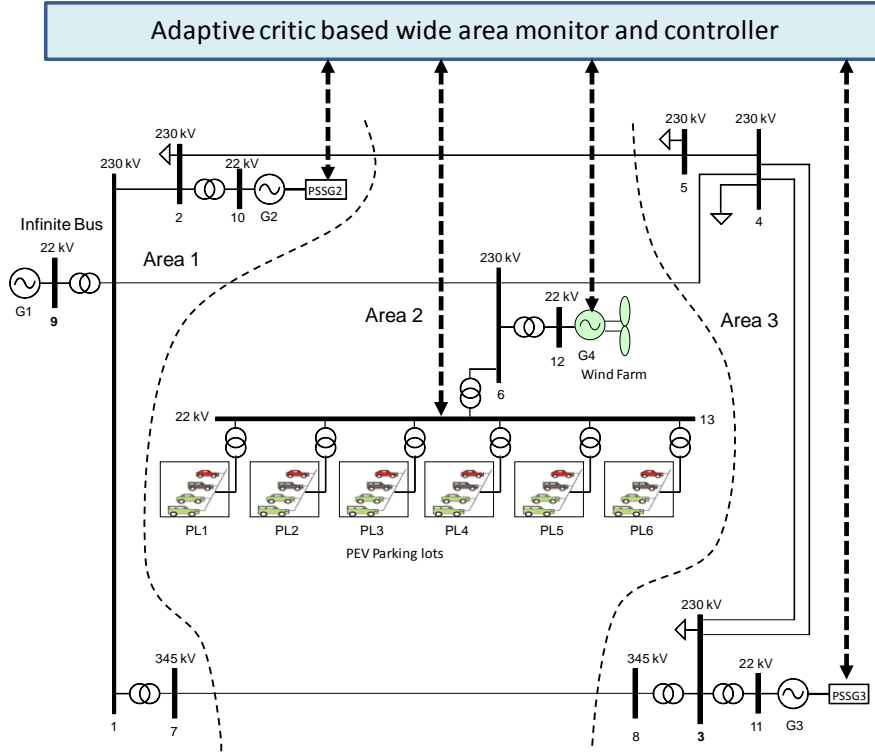 Adaptive critic based wide area monitor and controller
230 kV
230 kV
230 kV
230 kV
22 kV
2
10
G2
PSSG2
5
4
Infinite Bus
22 kV
G1
9
Area 1
230 kV
Area 2
22 kV
12
G4
Wind Farm
Area 3
6
22 kV
13
PL1
PL2
PL3
PL4
PL5
PL6
PEV Parking lots
230 kV
345 kV
345 kV
22 kV
1
7
8
3
11
G3
PSSG3